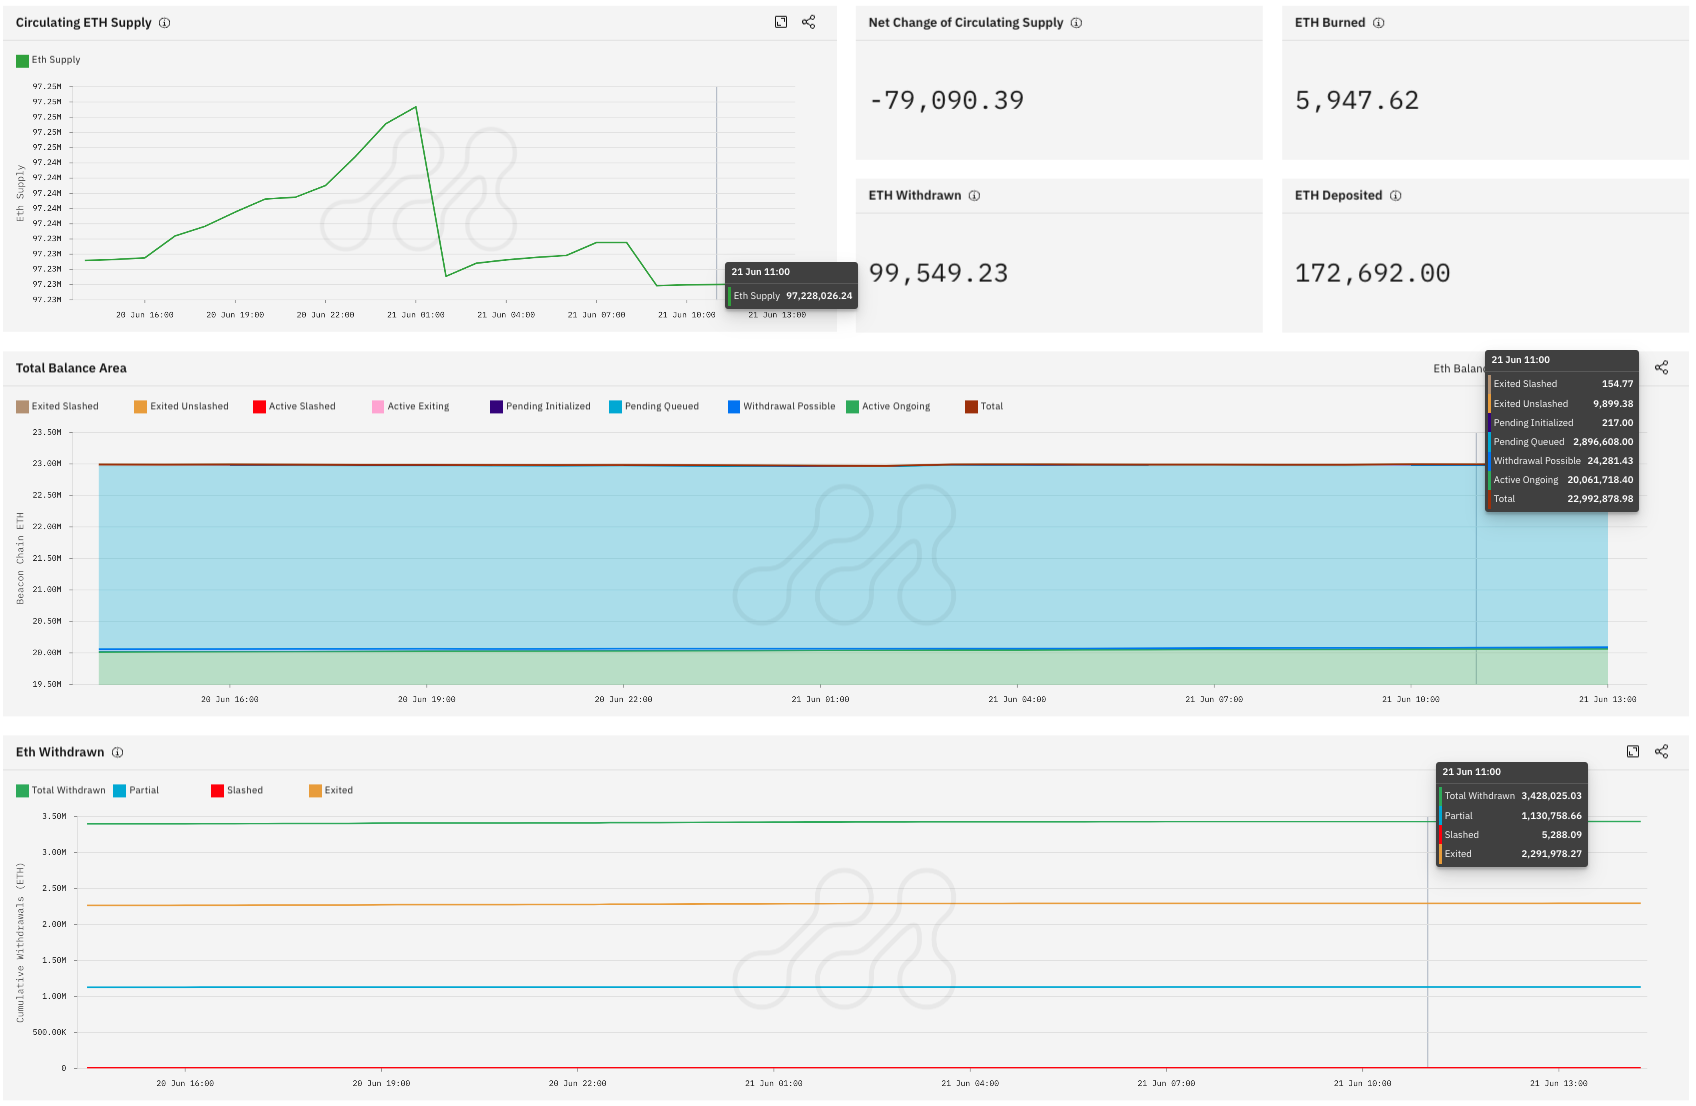 Circulating ETH Supply
Eth Supply
97.25M
97.25M
97.25M
97.25M
97.25M
97.24M
97.24M
97.24M
97.24M
97.24M
97.23M
97.23M
97.23M
97.23M
97.23M
Eth Supply
20 Jun 16:00 20 Jun 19:00 20 Jun 22:00 21 Jun 01:00 21 Jun 04:00 21 Jun 07:00 21 Jun 10:00 21 Jun 13:00
21 Jun 11:00
Eth Supply 97,228,026.24
Net Change of Circulating Supply
-79,090.39
ETH Burned
5,947.62
ETH Withdrawn
99,549.23
ETH Deposited
172,692.00
Total Balance Area
Eth Balanc
Exited Slashed Exited Unslashed Active Slashed Active Exiting Pending Initialized Pending Queued Withdrawal Possible Active Ongoing Total
23.50M
23.00M
22.50M
22.00M
21.50M
21.00M
20.50M
20.00M
19.50M
Beacon Chain ETH
20 Jun 16:00 20 Jun 19:00 20 Jun 22:00 21 Jun 01:00 21 Jun 04:00 21 Jun 07:00 21 Jun 10:00 21 Jun 13:00
21 Jun 11:00
Exited Slashed 154.77
Exited Unslashed 9,899.38
Pending Initialized 217.00
Pending Queued 2,896,608.00
Withdrawal Possible 24,281.43
Active Ongoing 20,061,718.40
Total 22,992,878.98
Eth Withdrawn
Total Withdrawn Partial Slashed Exited
3.50M
3.00M
2.50M
2.00M
1.50M
1.00M
500.00K
0
Cumulative Withdrawals (ETH)
20 Jun 16:00 20 Jun 19:00 20 Jun 22:00 21 Jun 01:00 21 Jun 04:00 21 Jun 07:00 21 Jun 10:00 21 Jun 13:00
21 Jun 11:00
Total Withdrawn 3,428,025.03
Partial 1,130,758.66
Slashed 5,288.09
Exited 2,291,978.27